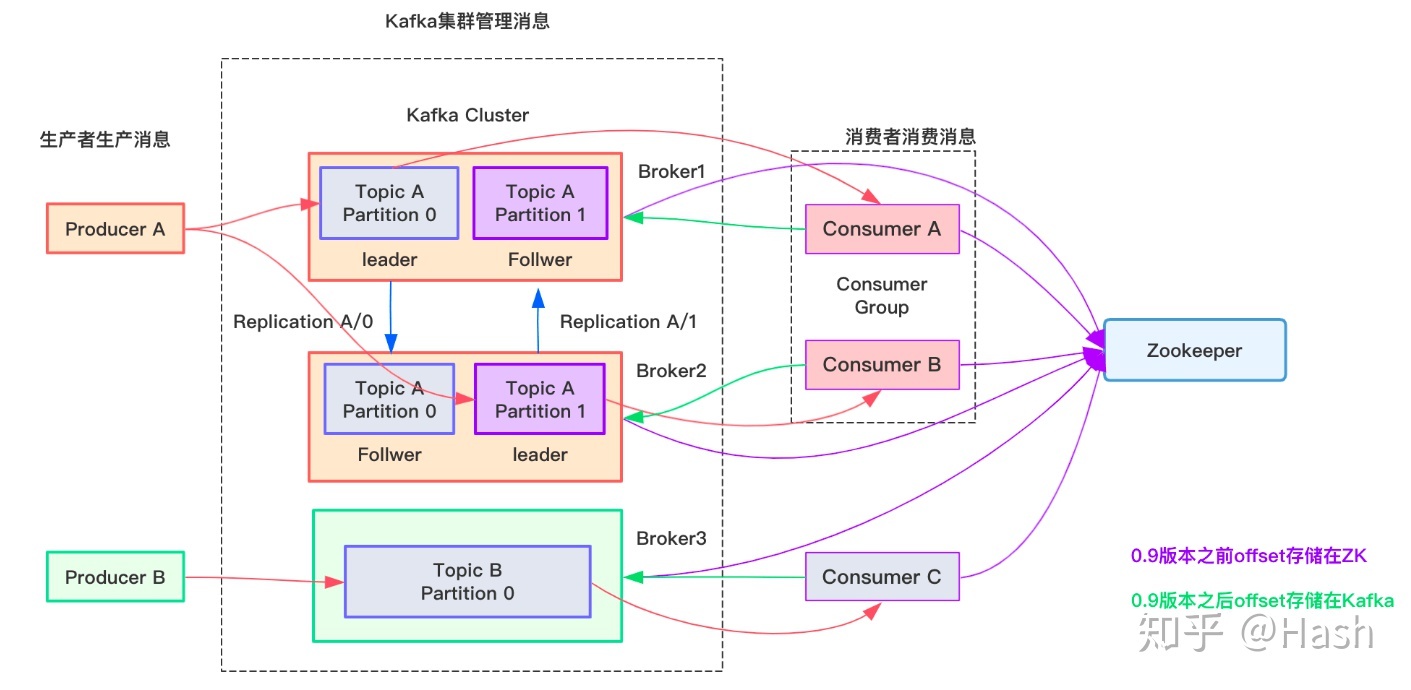 Kafka集群管理消息
生产者生产消息
Kafka Cluster
消费者消费消息
Producer A
Topic A
Partition 0
leader
Topic A
Partition 1
Follwer
Broker1
Consumer A
Replication A/0
Replication A/1
Consumer
Group
Topic A
Partition 0
Follwer
Topic A
Partition 1
leader
Broker2
Consumer B
Zookeeper
Producer B
Topic B
Partition 0
Broker3
Consumer C
0.9版本之前offset存储在ZK
0.9版本之后offset存储在Kafka
知乎 @Hash